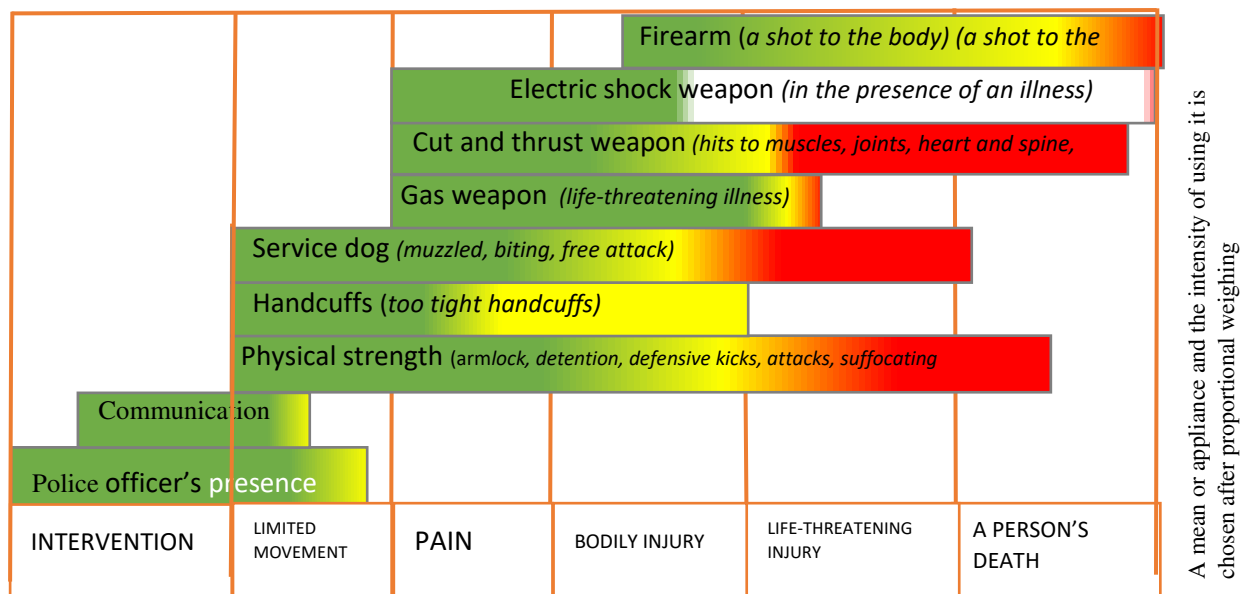 Firearm (a shot to the body) (a shot to the
Electric shock weapon (in the presence of an illness)
Cut and thrust weapon (hits to muscles, joints, heart and spine,
Gas weapon (life-threatening illness)
Service dog (muzzled, biting, free attack)
Handcuffs (too tight handcuffs)
Physical strength (armlock, detention, defensive kicks, attacks, suffocating
Communication
Police officer's presence
INTERVENTION
LIMITED
MOVEMENT
PAIN
BODILY INJURY
LIFE-THREATENING
INJURY
A PERSON'S
DEATH
A mean or appliance and the intensity of using it is
chosen after proportional weighing